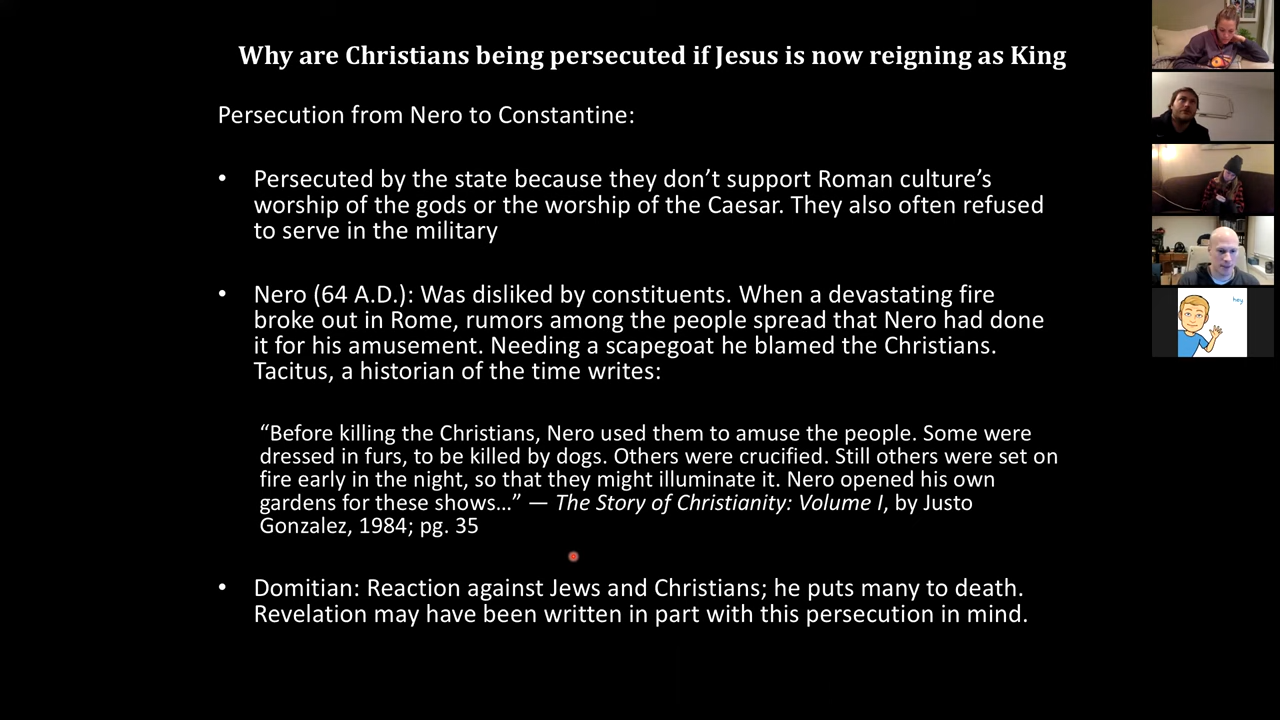 Why are Christians being persecuted if Jesus is now reigning as King
Persecution from Nero to Constantine:
• Persecuted by the state because they don’t support Roman culture’s
worship of the gods or the worship of the Caesar. They also often refused
to serve in the military
• Nero (64 A.D.): Was disliked by constituents. When a devastating fire
broke out in Rome, rumors among the people spread that Nero had done
it for his amusement. Needing a scapegoat he blamed the Christians.
Tacitus, a historian of the time writes:
“Before killing the Christians, Nero used them to amuse the people. Some were
dressed in furs, to be killed by dogs. Others were crucified. Still others were set on
fire early in the night, so that they might illuminate it. Nero opened his own
gardens for these shows…” — The Story of Christianity: Volume I, by Justo
Gonzalez, 1984; pg. 35
• Domitian: Reaction against Jews and Christians; he puts many to death.
Revelation may have been written in part with this persecution in mind.
hey